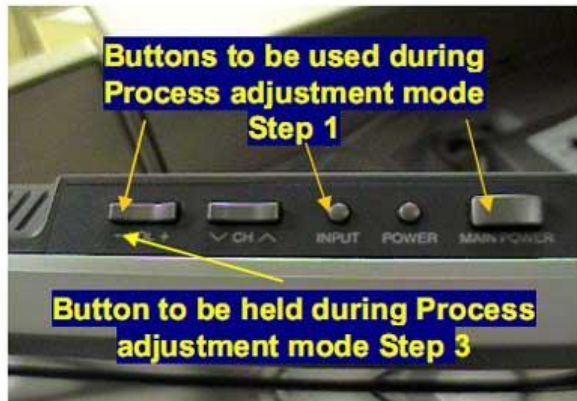 Buttons to be used during
Process adjustment mode
Step 1
- VOL +
∨ CH ∧
INPUT
POWER
MAIN POWER
Button to be held during Process
adjustment mode Step 3